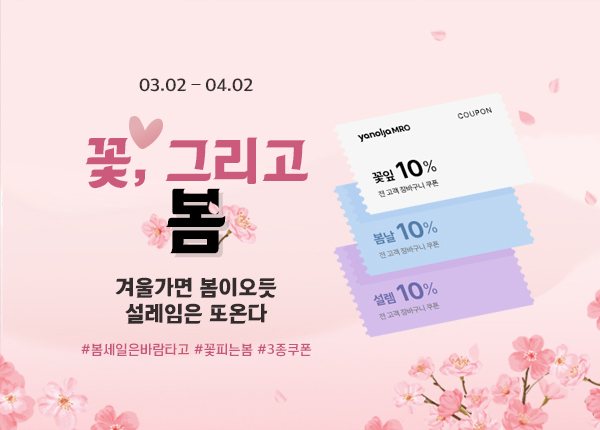 03.02 – 04.02
꽃, 그리고
봄
겨울가면 봄이오듯
설레임은 또온다
#봄세일은바람타고 #꽃피는봄 #3종쿠폰
yanolja MRO
COUPON
꽃잎 10%
전 고객 장바구니 쿠폰
봄날 10%
전 고객 장바구니 쿠폰
설렘 10%
전 고객 장바구니 쿠폰